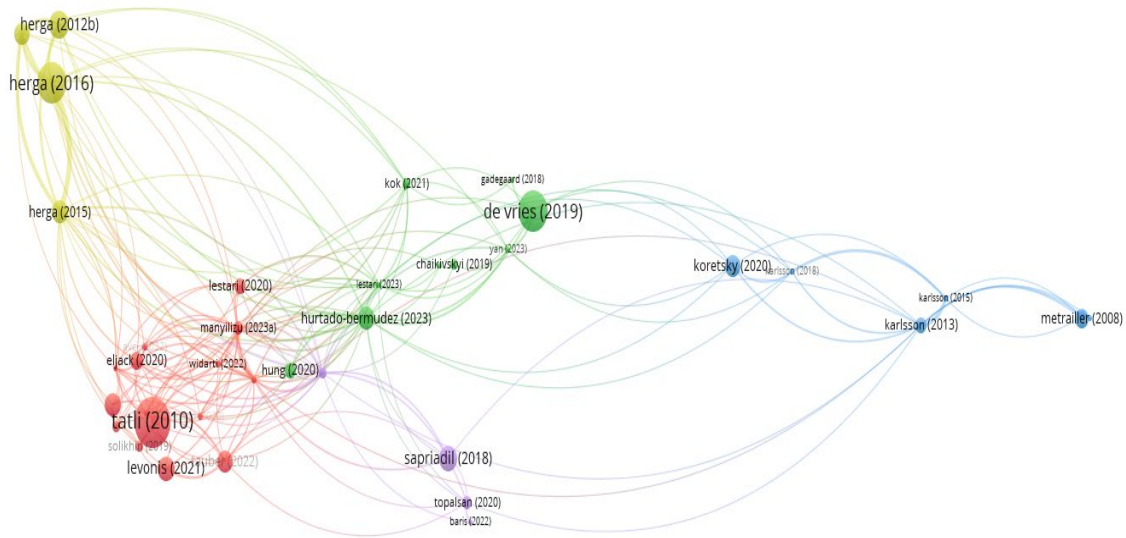 herga (2012b)
herga (2016)
kok (2021)
gadegaard (2018)
herga (2015)
de vries (2019)
yan (2023)
chaikivskyi (2019)
koretsky (2020)
karlsson (2018)
lestari (2020)
lestari (2023)
karlsson (2015)
hurtado-bermudez (2023)
metrailler (2008)
manyilizu (2023a)
karlsson (2013)
eljack (2020)
widarti (2022)
hung (2020)
tatli (2010)
solikhin (2019)
levonis (2021)
sapriadil (2018)
topalsan (2020)
baris (2022)